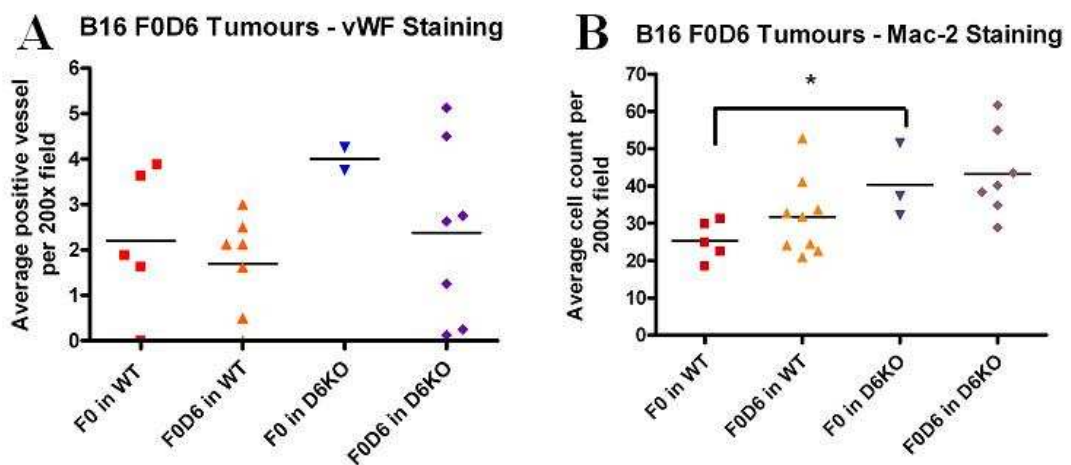 A
B16 F0D6 Tumours - vWF Staining
Average positive vessel
per 200x field
6
5
4
3
2
1
0
F0 in WT
F0D6 in WT
F0 in D6KO
F0D6 in D6KO
B
B16 F0D6 Tumours - Mac-2 Staining
Average cell count per
200x field
70
60
50
40
30
20
10
0
*
F0 in WT
F0D6 in WT
F0 in D6KO
F0D6 in D6KO